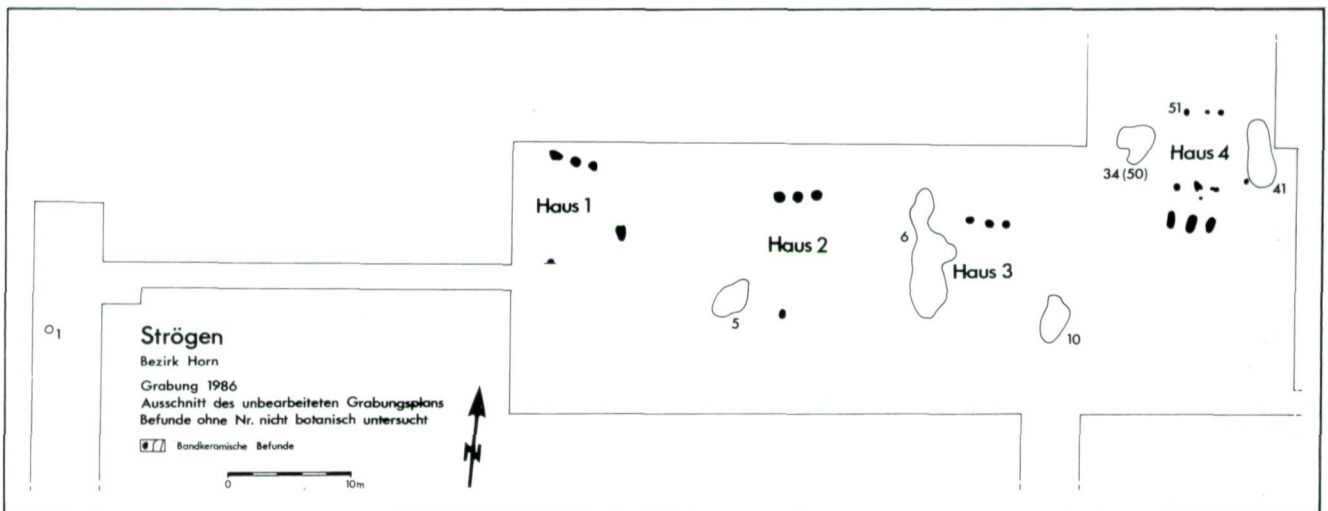 51
Haus 4
34 (50)
41
Haus 1
Haus 2
6
Haus 3
5
10
1
Strögen
Bezirk Horn
Grabung 1986
Ausschnitt des unbearbeiteten Grabungsplans
Befunde ohne Nr. nicht botanisch untersucht
Bandkeramische Befunde
N
0 10m